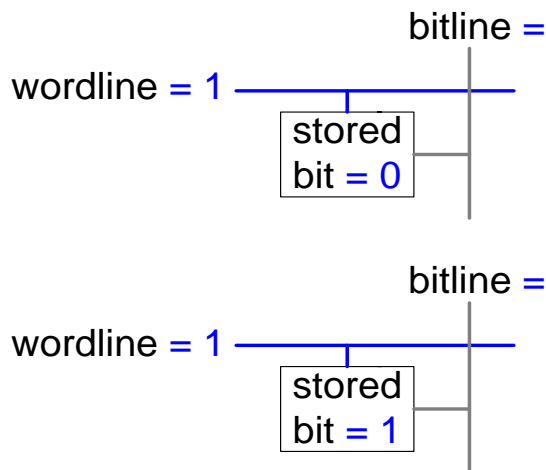 bitline =
wordline = 1
stored
bit = 0
bitline =
wordline = 1
stored
bit = 1